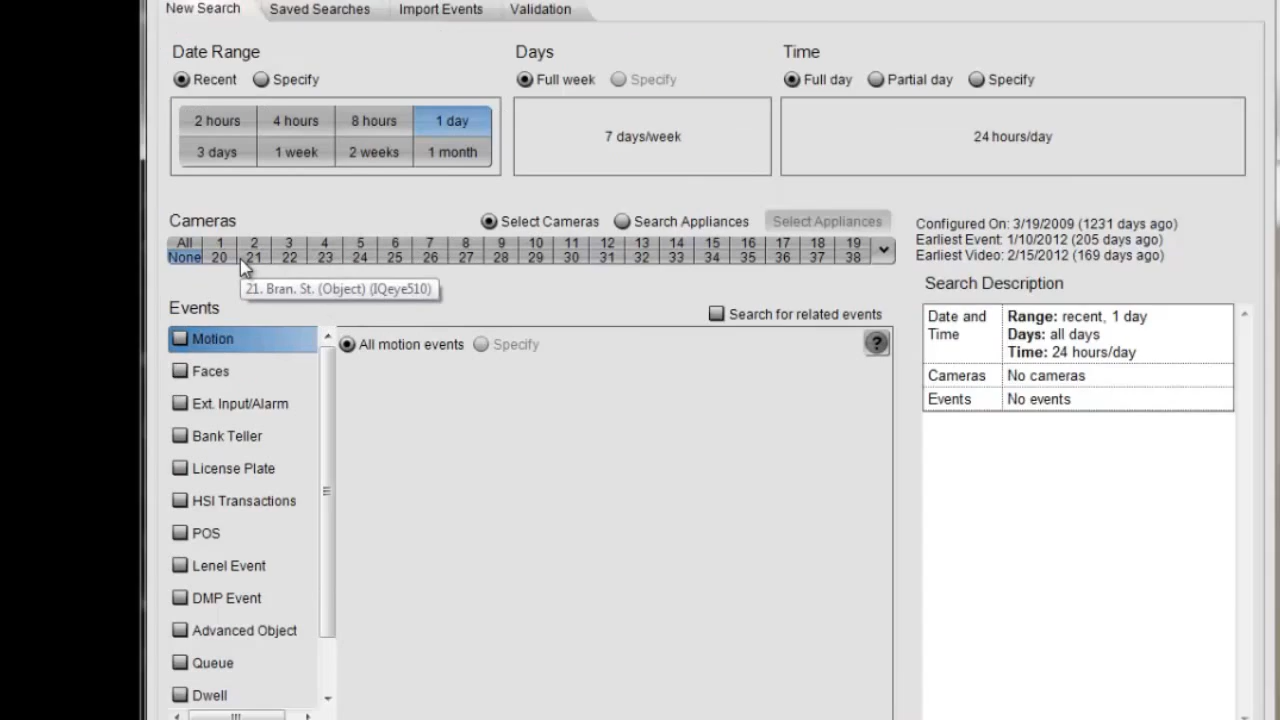 New Search Saved Searches Import Events Validation
Date Range Days Time
Recent Specify Full week Specify Full day Partial day Specify
2 hours 4 hours 8 hours 1 day
7 days/week 24 hours/day
3 days 1 week 2 weeks 1 month
Cameras Select Cameras Search Appliances Select Appliances
Configured On: 3/19/2009 (1231 days ago)
Earliest Event: 1/10/2012 (205 days ago)
Earliest Video: 2/15/2012 (169 days ago)
All 1 2 3 4 5 6 7 8 9 10 11 12 13 14 15 16 17 18 19
None 20 21 22 23 24 25 26 27 28 29 30 31 32 33 34 35 36 37 38
21. Bran. St. (Object) (IQeye510)
Search Description
Events Search for related events
Date and Time Range: recent, 1 day
Days: all days
Time: 24 hours/day
Cameras No cameras
Events No events
Motion All motion events Specify ?
Faces
Ext. Input/Alarm
Bank Teller
License Plate
HSI Transactions
POS
Lenel Event
DMP Event
Advanced Object
Queue
Dwell